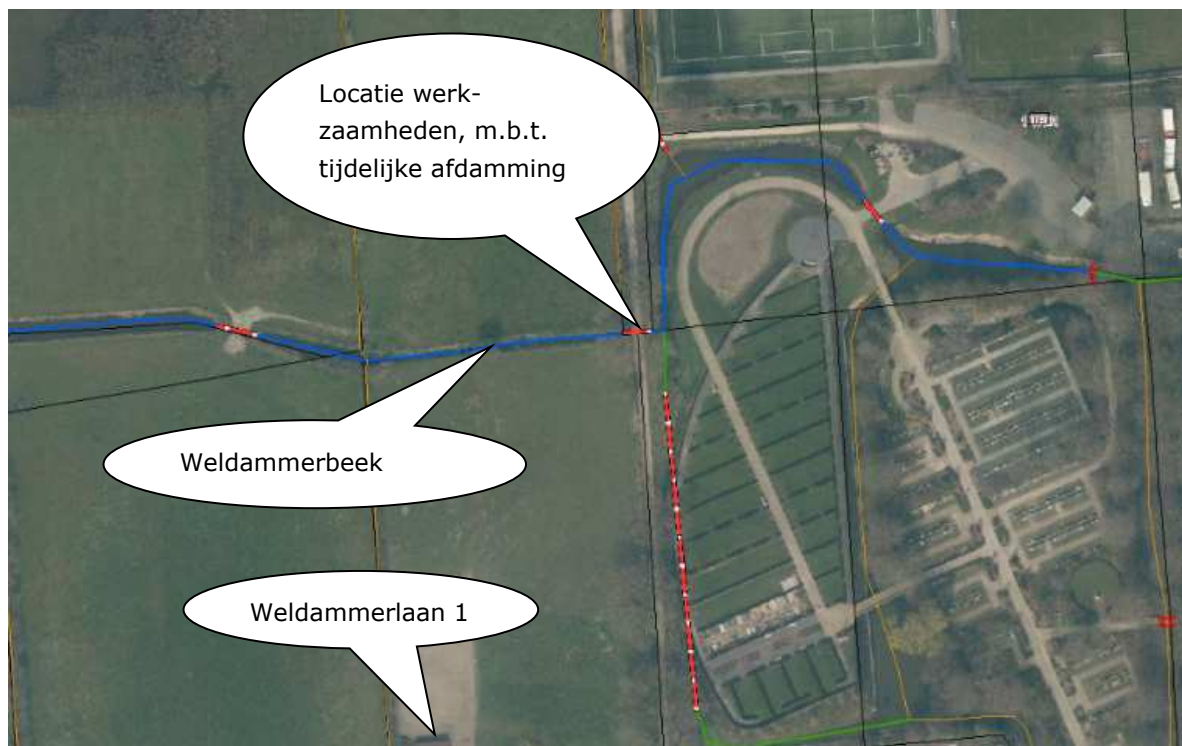 Locatie werk-
zaamheden, m.b.t.
tijdelijke afdamming
Weldammerbeek
Weldammerlaan 1